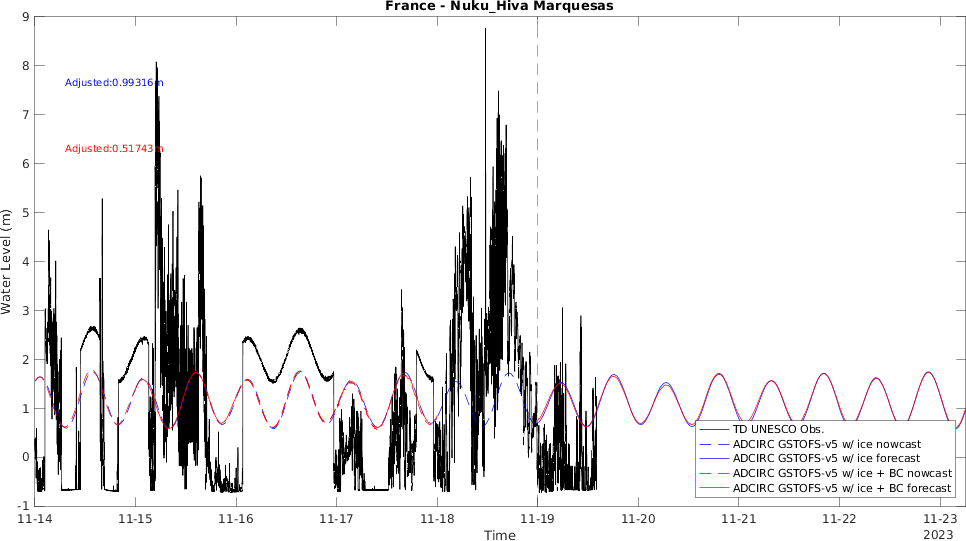 France - Nuku_Hiva Marquesas
9
8
7
6
5
4
3
2
1
0
-1
Water Level (m)
Adjusted:0.99316 m
Adjusted:0.51743 m
TD UNESCO Obs.
ADCIRC GSTOFS-v5 w/ ice nowcast
ADCIRC GSTOFS-v5 w/ ice forecast
ADCIRC GSTOFS-v5 w/ ice + BC nowcast
ADCIRC GSTOFS-v5 w/ ice + BC forecast
11-14 11-15 11-16 11-17 11-18 11-19 11-20 11-21 11-22 11-23
Time
2023